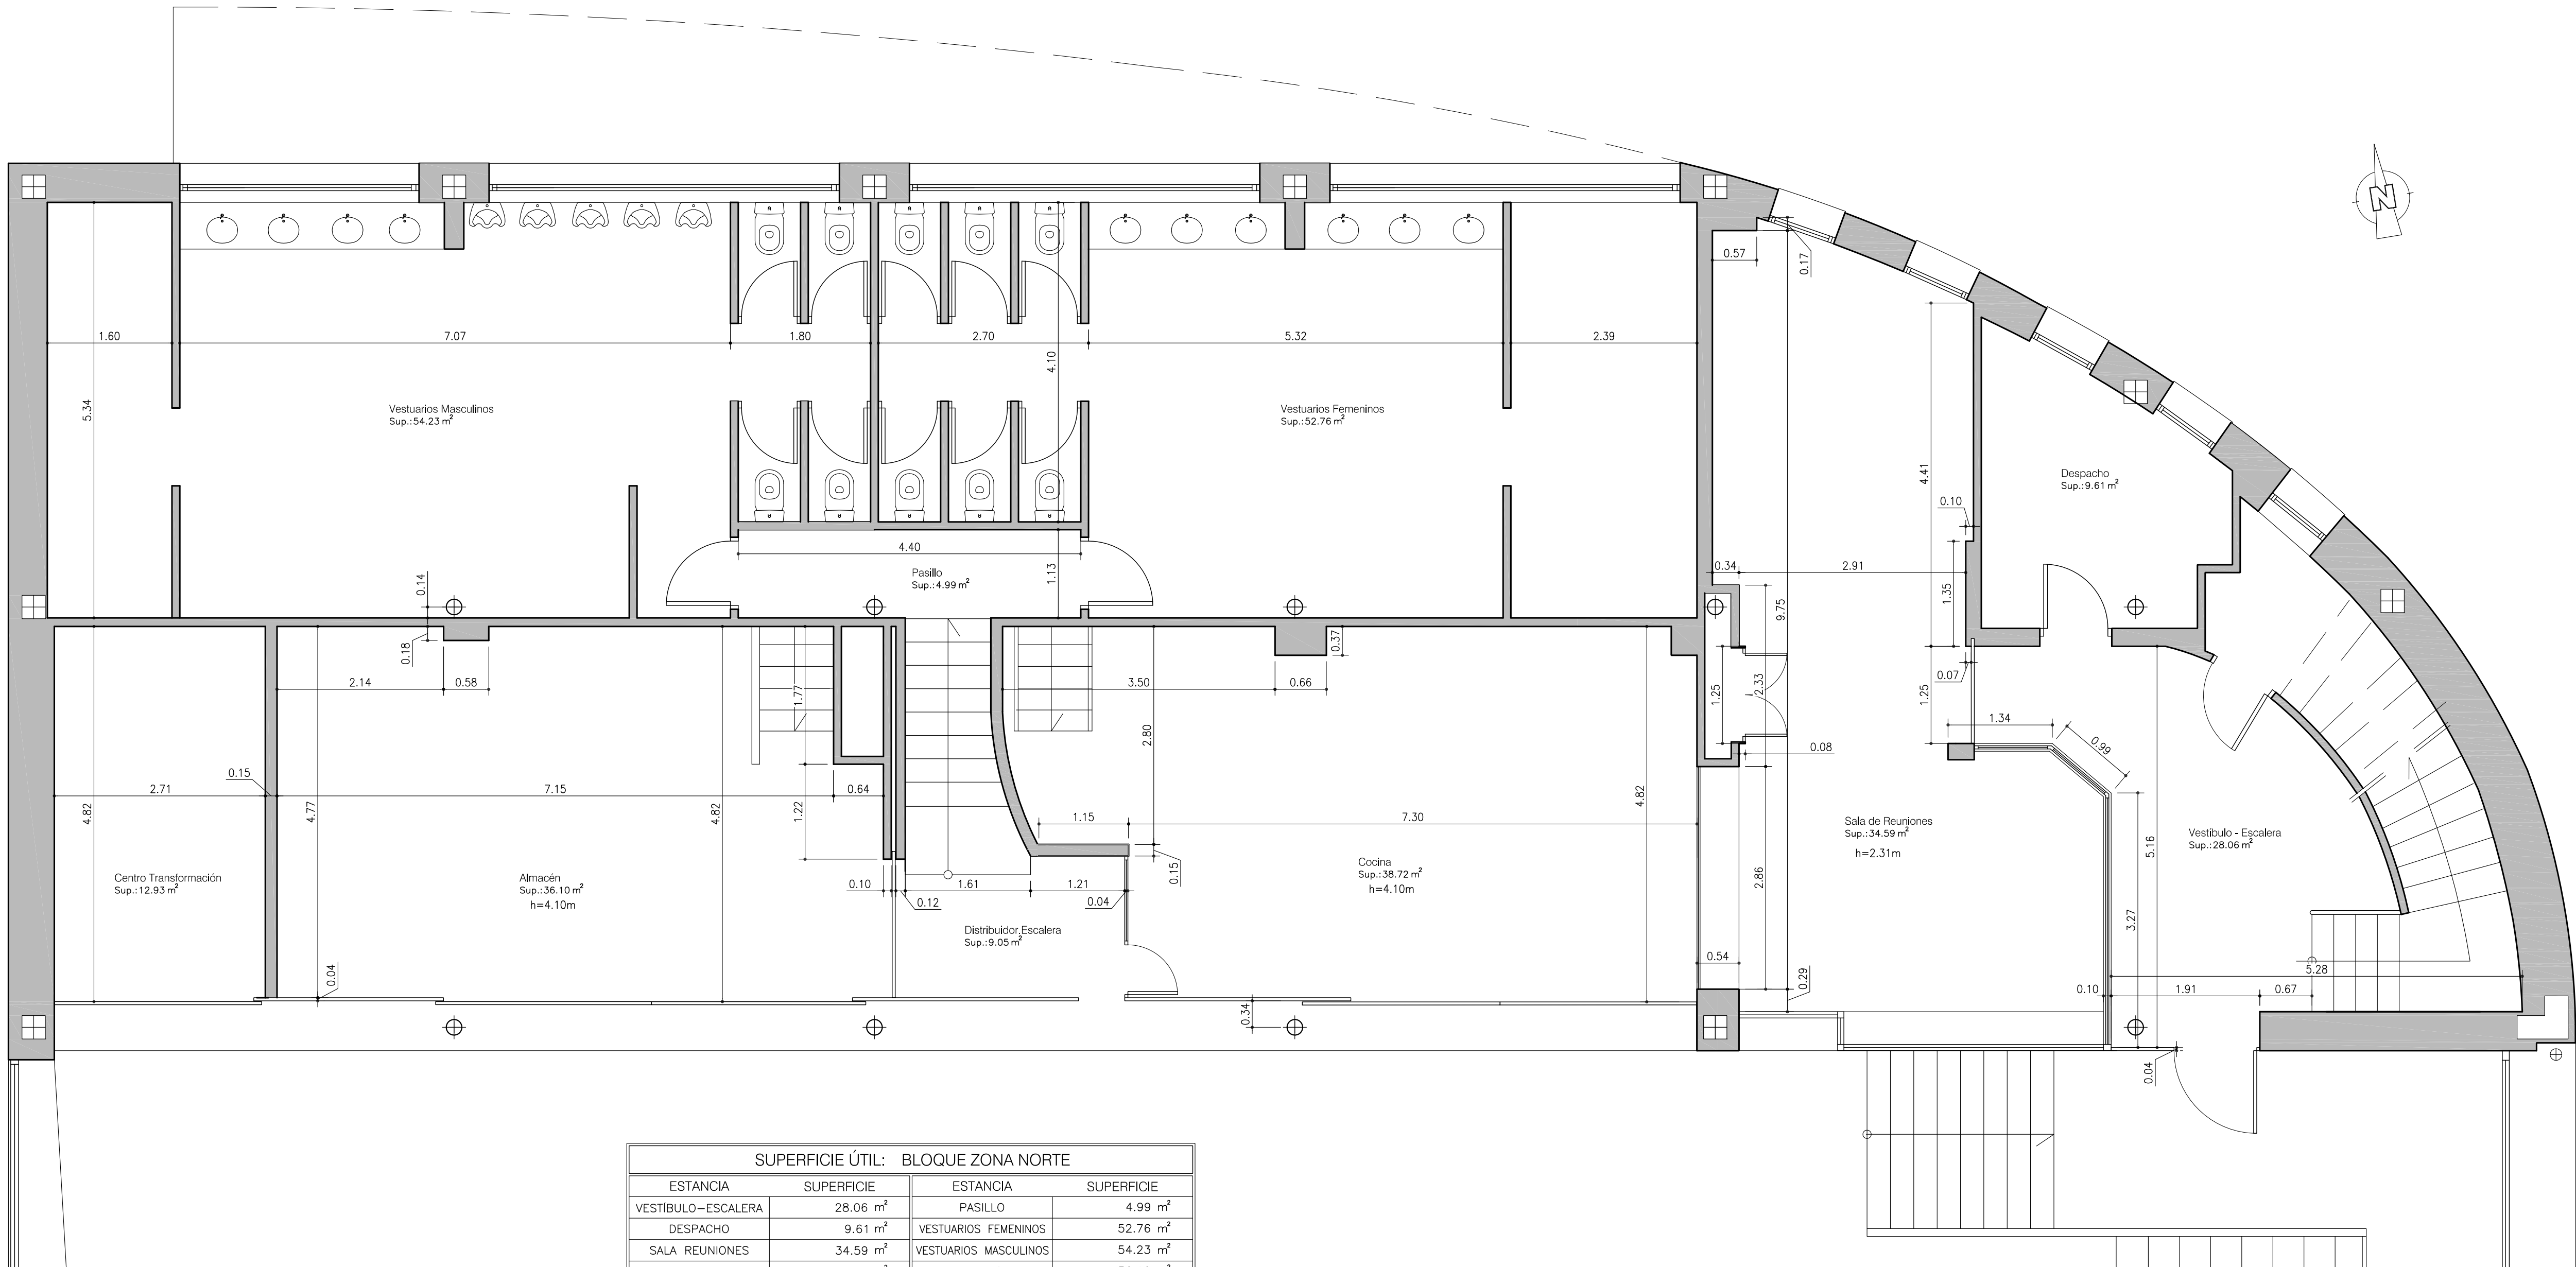 N
0.57
0.17
1.60
7.07
1.80
2.70
4.10
5.32
2.39
5.34
Vestuarios Masculinos
Sup.:54.23 m²
Vestuarios Femeninos
Sup.:52.76 m²
4.41
Despacho
Sup.:9.61 m²
0.10
4.40
Pasillo
Sup.:4.99 m²
1.13
0.14
0.18
0.34
2.91
9.75
1.35
0.37
2.14
0.58
1.77
3.50
0.66
2.80
1.25
2.33
0.07
1.25
1.34
0.99
0.08
0.15
2.71
7.15
0.64
4.82
4.77
4.82
1.22
1.15
7.30
4.82
Sala de Reuniones
Sup.:34.59 m²
h=2.31m
Vestíbulo - Escalera
Sup.:28.06 m²
5.16
Centro Transformación
Sup.:12.93 m²
Almacén
Sup.:36.10 m²
h=4.10m
0.10
0.12
1.61
1.21
0.04
0.15
Cocina
Sup.:38.72 m²
h=4.10m
2.86
3.27
Distribuidor.Escalera
Sup.:9.05 m²
0.54
0.29
5.28
0.10
1.91
0.67
0.04
0.34
0.04
SUPERFICIE ÚTIL: BLOQUE ZONA NORTE
ESTANCIA SUPERFICIE ESTANCIA SUPERFICIE
VESTÍBULO-ESCALERA 28.06 m² PASILLO 4.99 m²
DESPACHO 9.61 m² VESTUARIOS FEMENINOS 52.76 m²
SALA REUNIONES 34.59 m² VESTUARIOS MASCULINOS 54.23 m²